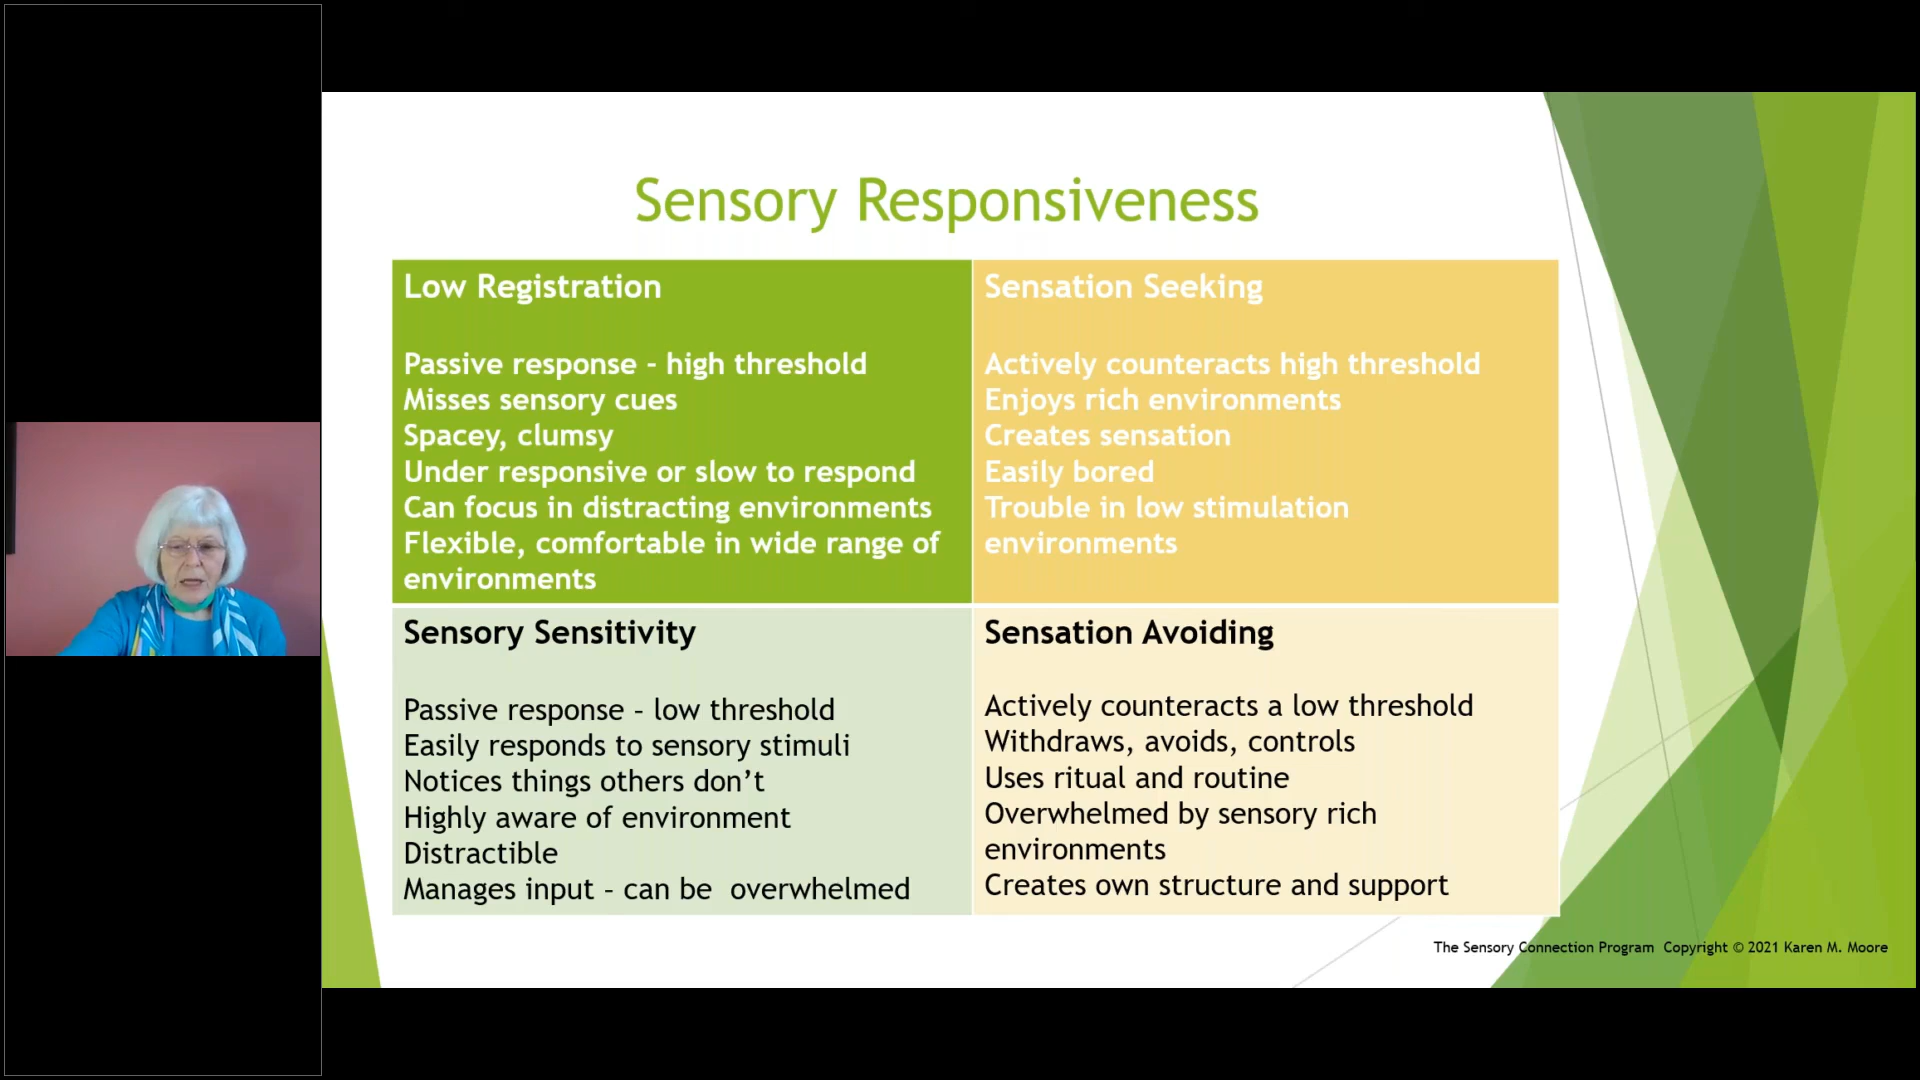 Sensory Responsiveness
Low Registration
Passive response - high threshold
Misses sensory cues
Spacey, clumsy
Under responsive or slow to respond
Can focus in distracting environments
Flexible, comfortable in wide range of
environments
Sensation Seeking
Actively counteracts high threshold
Enjoys rich environments
Creates sensation
Easily bored
Trouble in low stimulation
environments
Sensory Sensitivity
Passive response – low threshold
Easily responds to sensory stimuli
Notices things others don’t
Highly aware of environment
Distractible
Manages input – can be  overwhelmed
Sensation Avoiding
Actively counteracts a low threshold
Withdraws, avoids, controls
Uses ritual and routine
Overwhelmed by sensory rich
environments
Creates own structure and support
The Sensory Connection Program  Copyright © 2021 Karen M. Moore